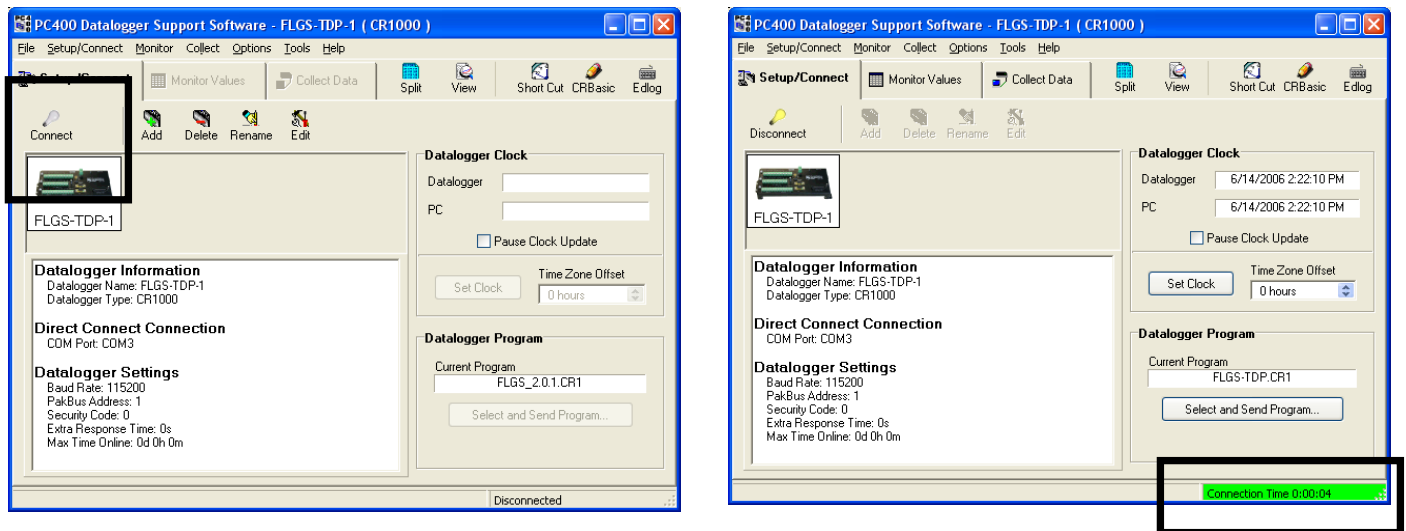 PC400 Datalogger Support Software - FLGS-TDP-1 ( CR1000 )
File Setup/Connect Monitor Collect Options Tools Help
Monitor Values Collect Data Split View Short Cut CRBasic Edlog
Connect Add Delete Rename Edit
FLGS-TDP-1
Datalogger Clock
Datalogger
PC
Pause Clock Update
Set Clock
Time Zone Offset
0 hours
Datalogger Information
Datalogger Name: FLGS-TDP-1
Datalogger Type: CR1000
Direct Connect Connection
COM Port: COM3
Datalogger Settings
Baud Rate: 115200
PakBus Address: 1
Security Code: 0
Extra Response Time: 0s
Max Time Online: 0d 0h 0m
Datalogger Program
Current Program
FLGS_2.0.1.CR1
Select and Send Program...
Disconnected
PC400 Datalogger Support Software - FLGS-TDP-1 ( CR1000 )
File Setup/Connect Monitor Collect Options Tools Help
Setup/Connect Monitor Values Collect Data Split View Short Cut CRBasic Edlog
Disconnect Add Delete Rename Edit
FLGS-TDP-1
Datalogger Clock
Datalogger 6/14/2006 2:22:10 PM
PC 6/14/2006 2:22:10 PM
Pause Clock Update
Set Clock
Time Zone Offset
0 hours
Datalogger Information
Datalogger Name: FLGS-TDP-1
Datalogger Type: CR1000
Direct Connect Connection
COM Port: COM3
Datalogger Settings
Baud Rate: 115200
PakBus Address: 1
Security Code: 0
Extra Response Time: 0s
Max Time Online: 0d 0h 0m
Datalogger Program
Current Program
FLGS-TDP.CR1
Select and Send Program...
Connection Time 0:00:04